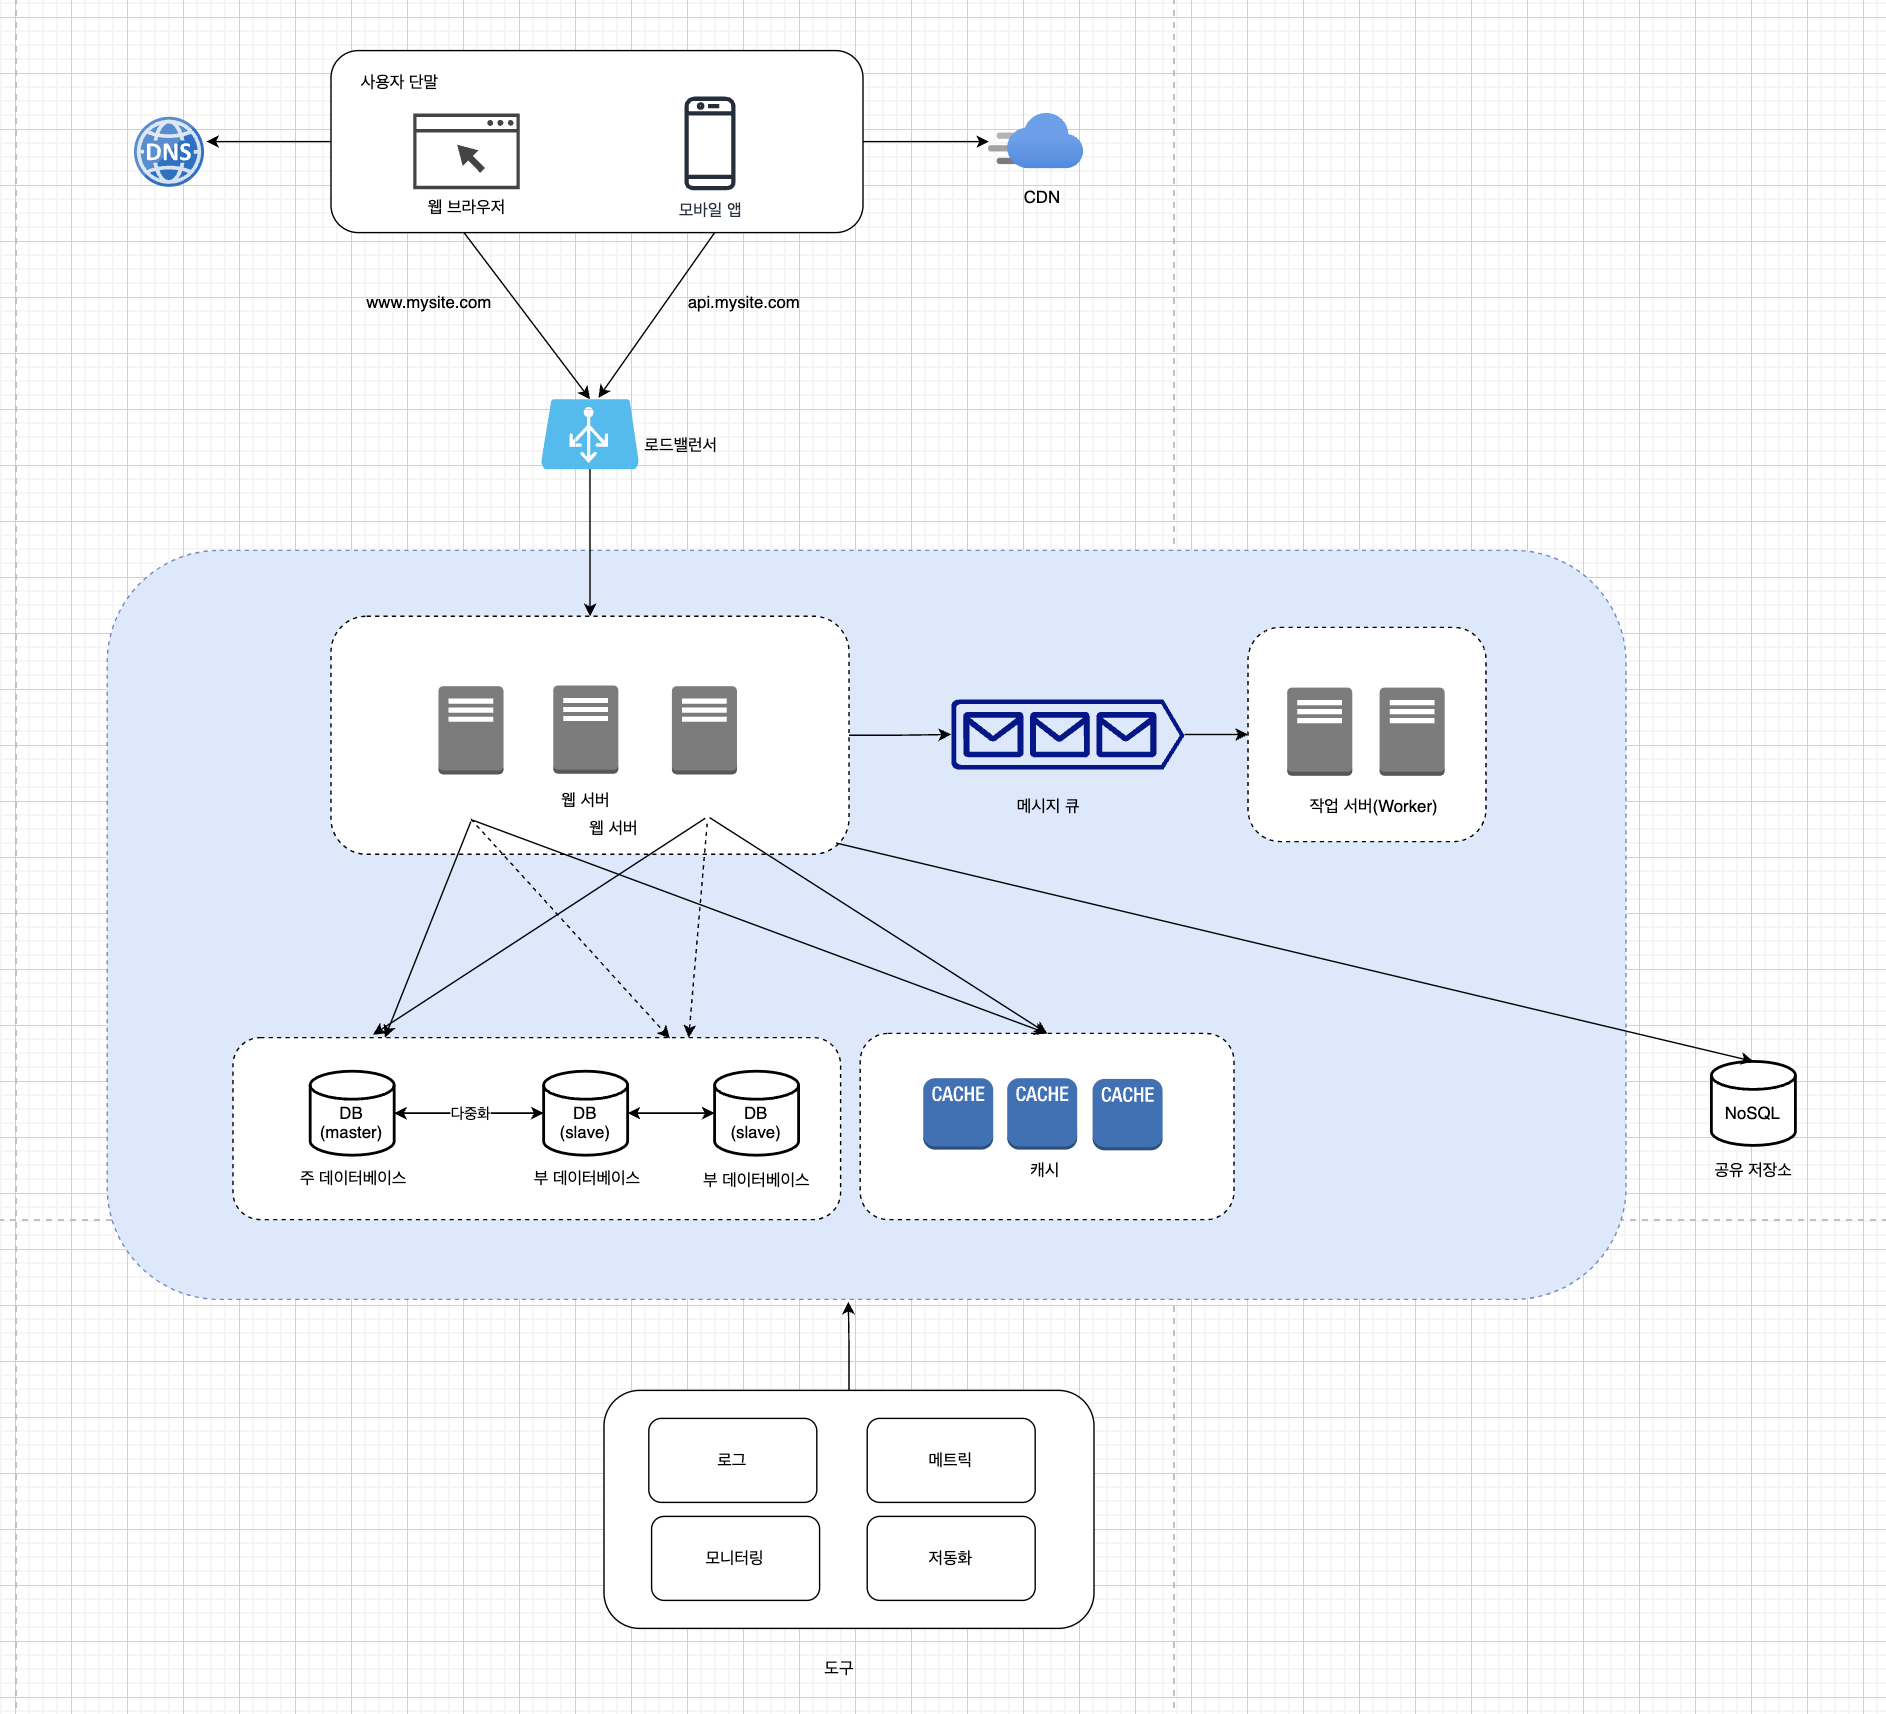 사용자 단말
DNS
웹 브라우저
모바일 앱
CDN
www.mysite.com
api.mysite.com
로드밸런서
웹 서버
웹 서버
메시지 큐
작업 서버(Worker)
DB
(master)
다중화
DB
(slave)
DB
(slave)
주 데이터베이스
부 데이터베이스
부 데이터베이스
CACHE
CACHE
CACHE
캐시
NoSQL
공유 저장소
로그
메트릭
모니터링
저동화
도구